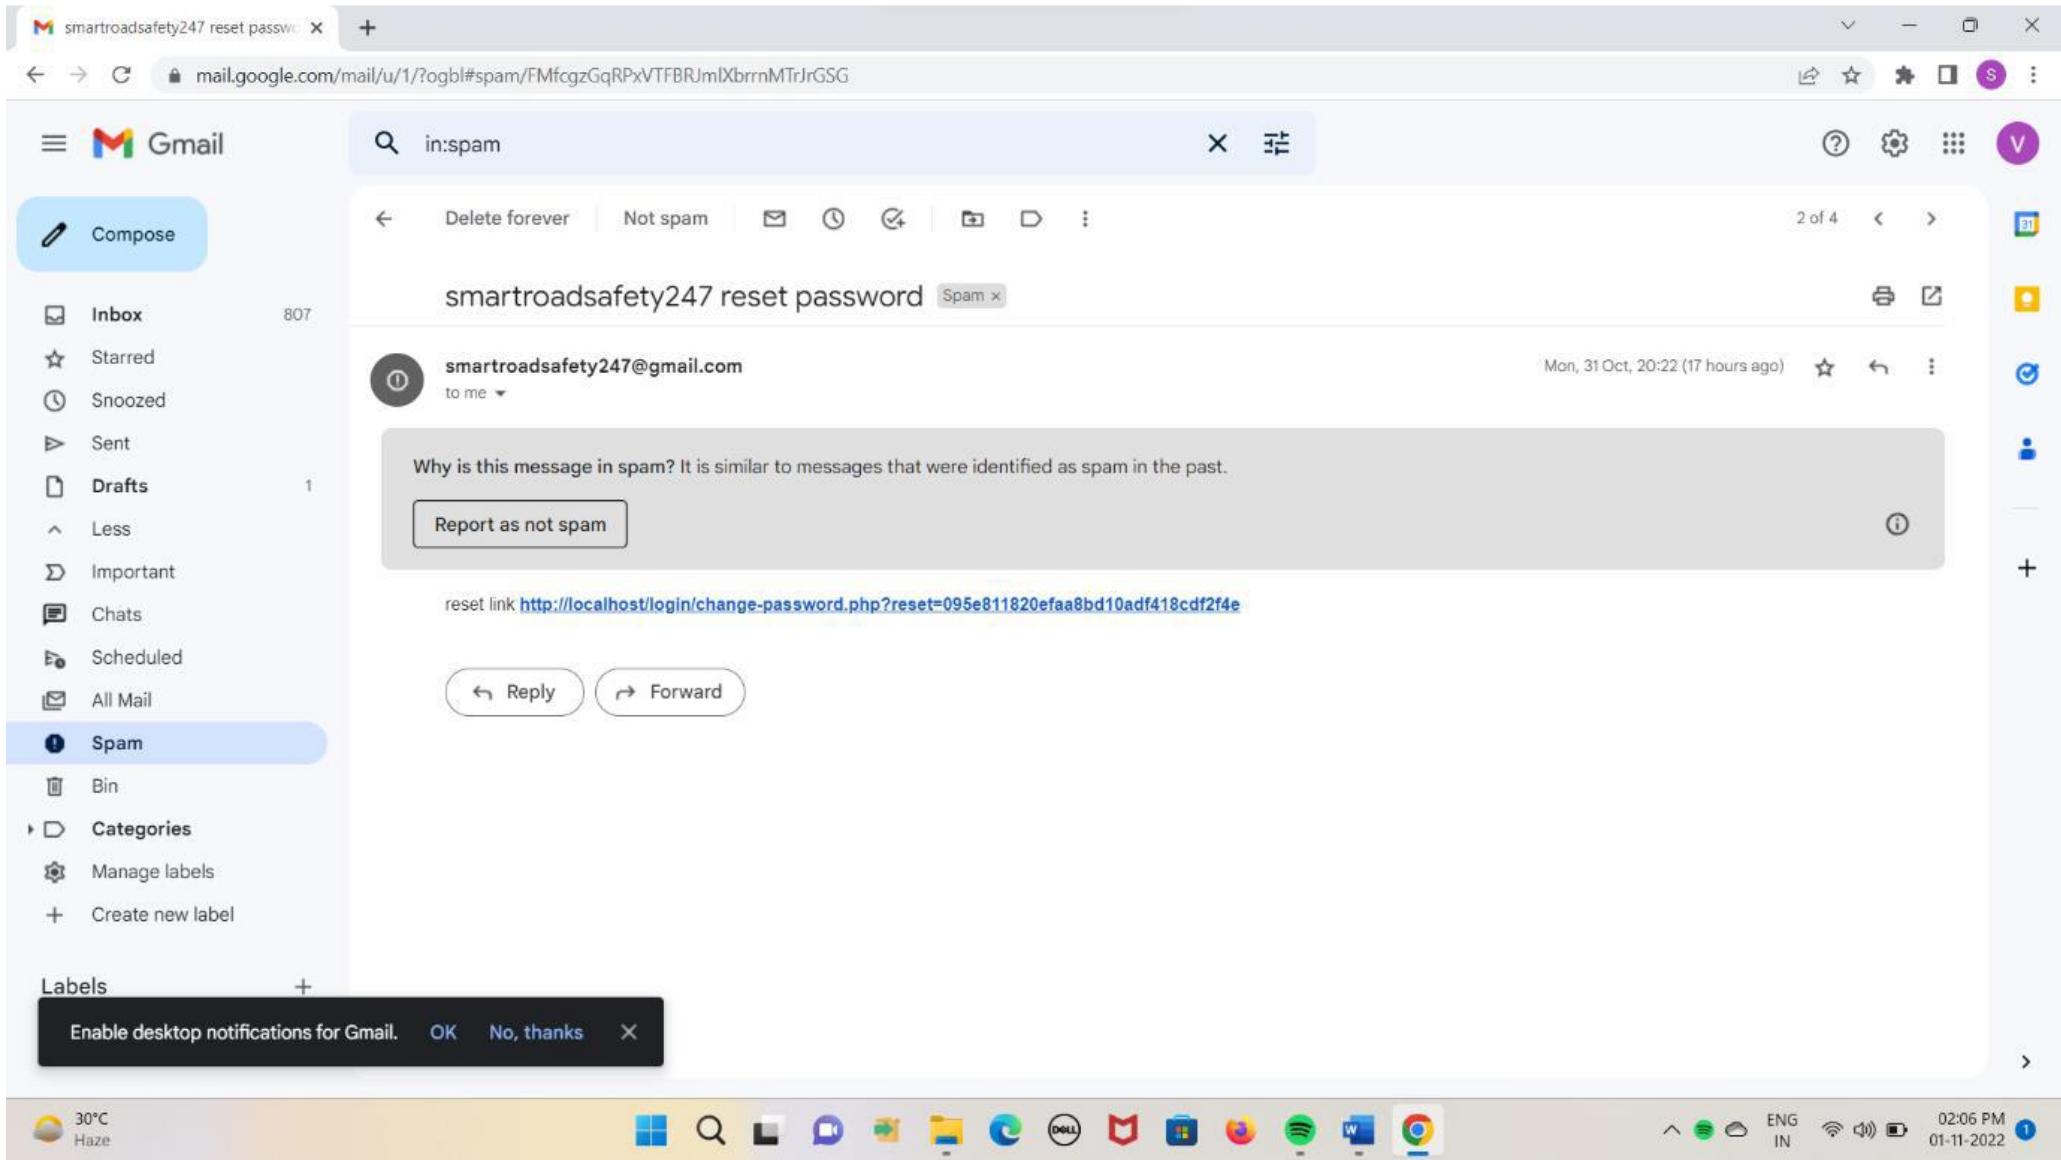 smartroadsafety247 reset passwo
mail.google.com/mail/u/1/?ogbl#spam/FMfcgzGqRPxVTFBRJmlXbrrnMTrJrGSG
S
Gmail
in:spam
V
Compose
Delete forever
Not spam
2 of 4
31
smartroadsafety247 reset password Spam ×
Inbox 807
Starred
Snoozed
Sent
Drafts 1
Less
Important
Chats
Scheduled
All Mail
Spam
Bin
Categories
Manage labels
Create new label
Labels
smartroadsafety247@gmail.com
Mon, 31 Oct, 20:22 (17 hours ago)
to me
Why is this message in spam? It is similar to messages that were identified as spam in the past.
Report as not spam
reset link http://localhost/login/change-password.php?reset=095e811820efaa8bd10adf418cdf2f4e
Reply
Forward
Enable desktop notifications for Gmail. OK No, thanks
30°C
Haze
DELL
W
ENG
IN
02:06 PM
01-11-2022
1